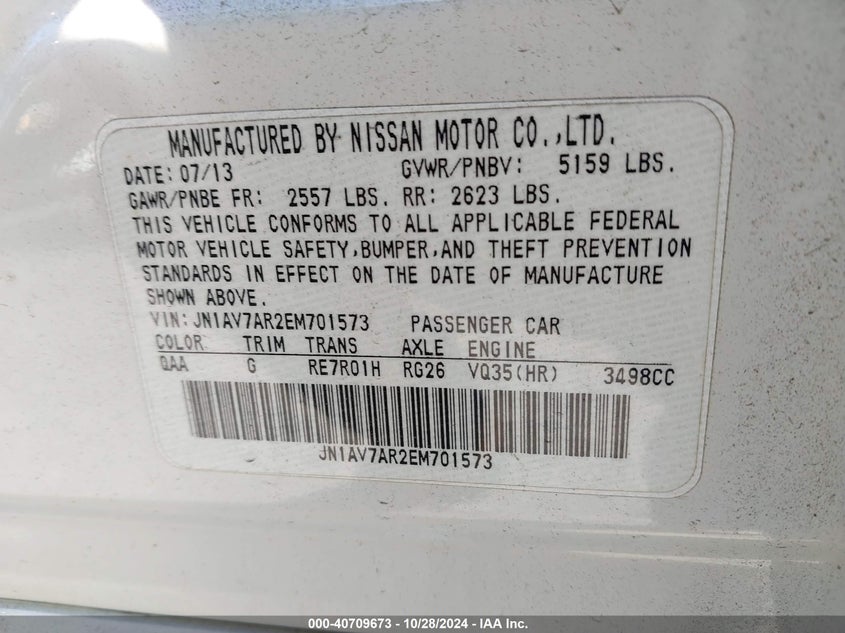 MANUFACTURED BY NISSAN MOTOR CO.,LTD.
DATE: 07/13 GVWR/PNBV: 5159 LBS.
GAWR/PNBE FR: 2557 LBS. RR: 2623 LBS.
THIS VEHICLE CONFORMS TO ALL APPLICABLE FEDERAL
MOTOR VEHICLE SAFETY,BUMPER,AND THEFT PREVENTION
STANDARDS IN EFFECT ON THE DATE OF MANUFACTURE
SHOWN ABOVE.
VIN:JN1AV7AR2EM701573 PASSENGER CAR
COLOR TRIM TRANS AXLE ENGINE
QAA G RE7R01H RG26 VQ35(HR) 3498CC
JN1AV7AR2EM701573
000-40709673 - 10/28/2024 - IAA Inc.